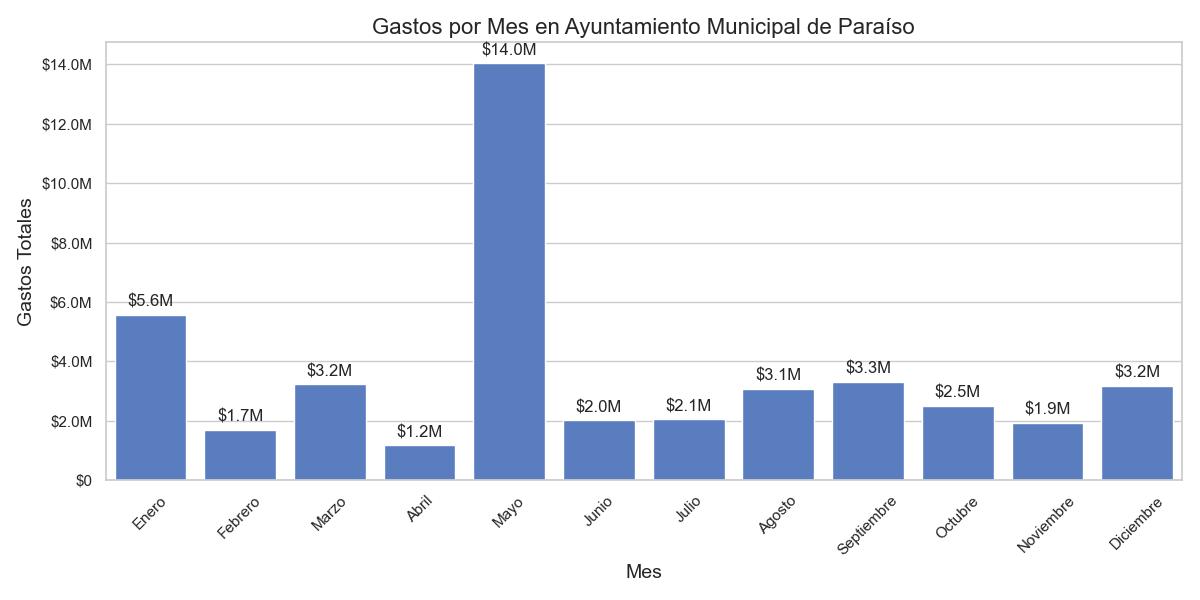 Gastos por Mes en Ayuntamiento Municipal de Paraíso
Gastos Totales
$14.0M
$12.0M
$10.0M
$8.0M
$6.0M
$4.0M
$2.0M
$0
$5.6M
$1.7M
$3.2M
$1.2M
$14.0M
$2.0M
$2.1M
$3.1M
$3.3M
$2.5M
$1.9M
$3.2M
Enero
Febrero
Marzo
Abril
Mayo
Junio
Julio
Agosto
Septiembre
Octubre
Noviembre
Diciembre
Mes